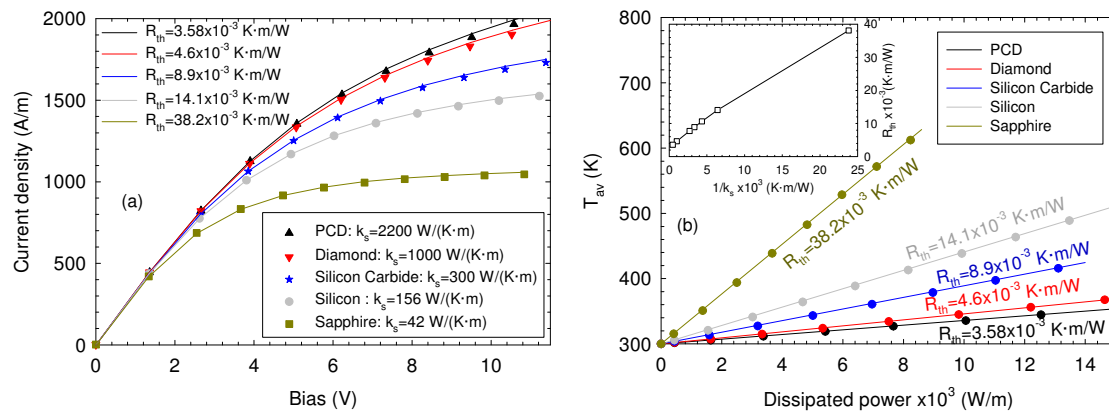 R_th=3.58x10^-3 K·m/W
R_th=4.6x10^-3 K·m/W
R_th=8.9x10^-3 K·m/W
R_th=14.1x10^-3 K·m/W
R_th=38.2x10^-3 K·m/W
2000
1500
1000
500
0
Current density (A/m)
(a)
PCD: k_s=2200 W/(K·m)
Diamond: k_s=1000 W/(K·m)
Silicon Carbide: k_s=300 W/(K·m)
Silicon : k_s=156 W/(K·m)
Sapphire: k_s=42 W/(K·m)
0 2 4 6 8 10
Bias (V)
800
700
600
500
400
300
T_av (K)
40
30
20
10
0
R_th x10^-3 (K·m/W)
0 5 10 15 20 25
1/k_s x10^3 (K·m/W)
PCD
Diamond
Silicon Carbide
Silicon
Sapphire
(b)
R_th=38.2x10^-3 K·m/W
R_th=14.1x10^-3 K·m/W
R_th=8.9x10^-3 K·m/W
R_th=4.6x10^-3 K·m/W
R_th=3.58x10^-3 K·m/W
0 2 4 6 8 10 12 14
Dissipated power x10^3 (W/m)